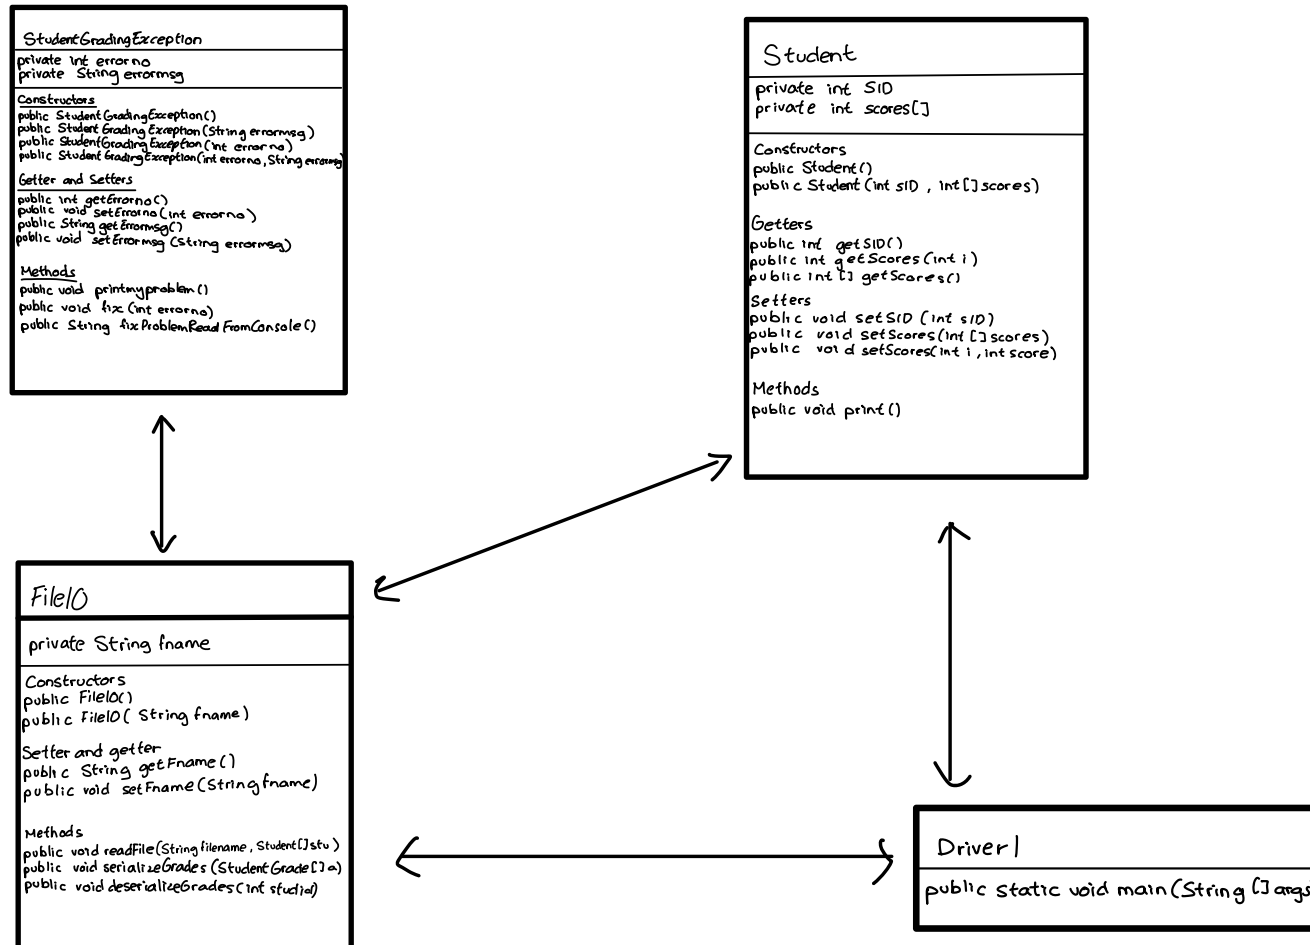 StudentGradingException
private int errorno
private String errormsg
Constructors
public StudentGradingException()
public StudentGradingException(String errormsg)
public StudentGradingException(int errorno)
public StudentGradingException(int errorno, String errormsg)
Getter and Setters
public int getErrorno()
public void setErrorno(int errorno)
public String getErrormsg()
public void setErrormsg(String errormsg)
Methods
public void printmyproblem()
public void fix(int errorno)
public String fixProblemReadFromConsole()
Student
private int SID
private int scores[]
Constructors
public Student()
public Student(int sID, int[] scores)
Getters
public int getSID()
public int getScores(int i)
public int[] getScores()
Setters
public void setSID(int sID)
public void setScores(int[] scores)
public void setScores(int i, int score)
Methods
public void print()
FileIO
private String fname
Constructors
public FileIO()
public FileIO(String fname)
Setter and getter
public String getFname()
public void setFname(String fname)
Methods
public void readFile(String filename, Student[] stu)
public void serializeGrades(StudentGrade[] a)
public void deserializeGrades(int studid)
Driver1
public static void main(String [] args